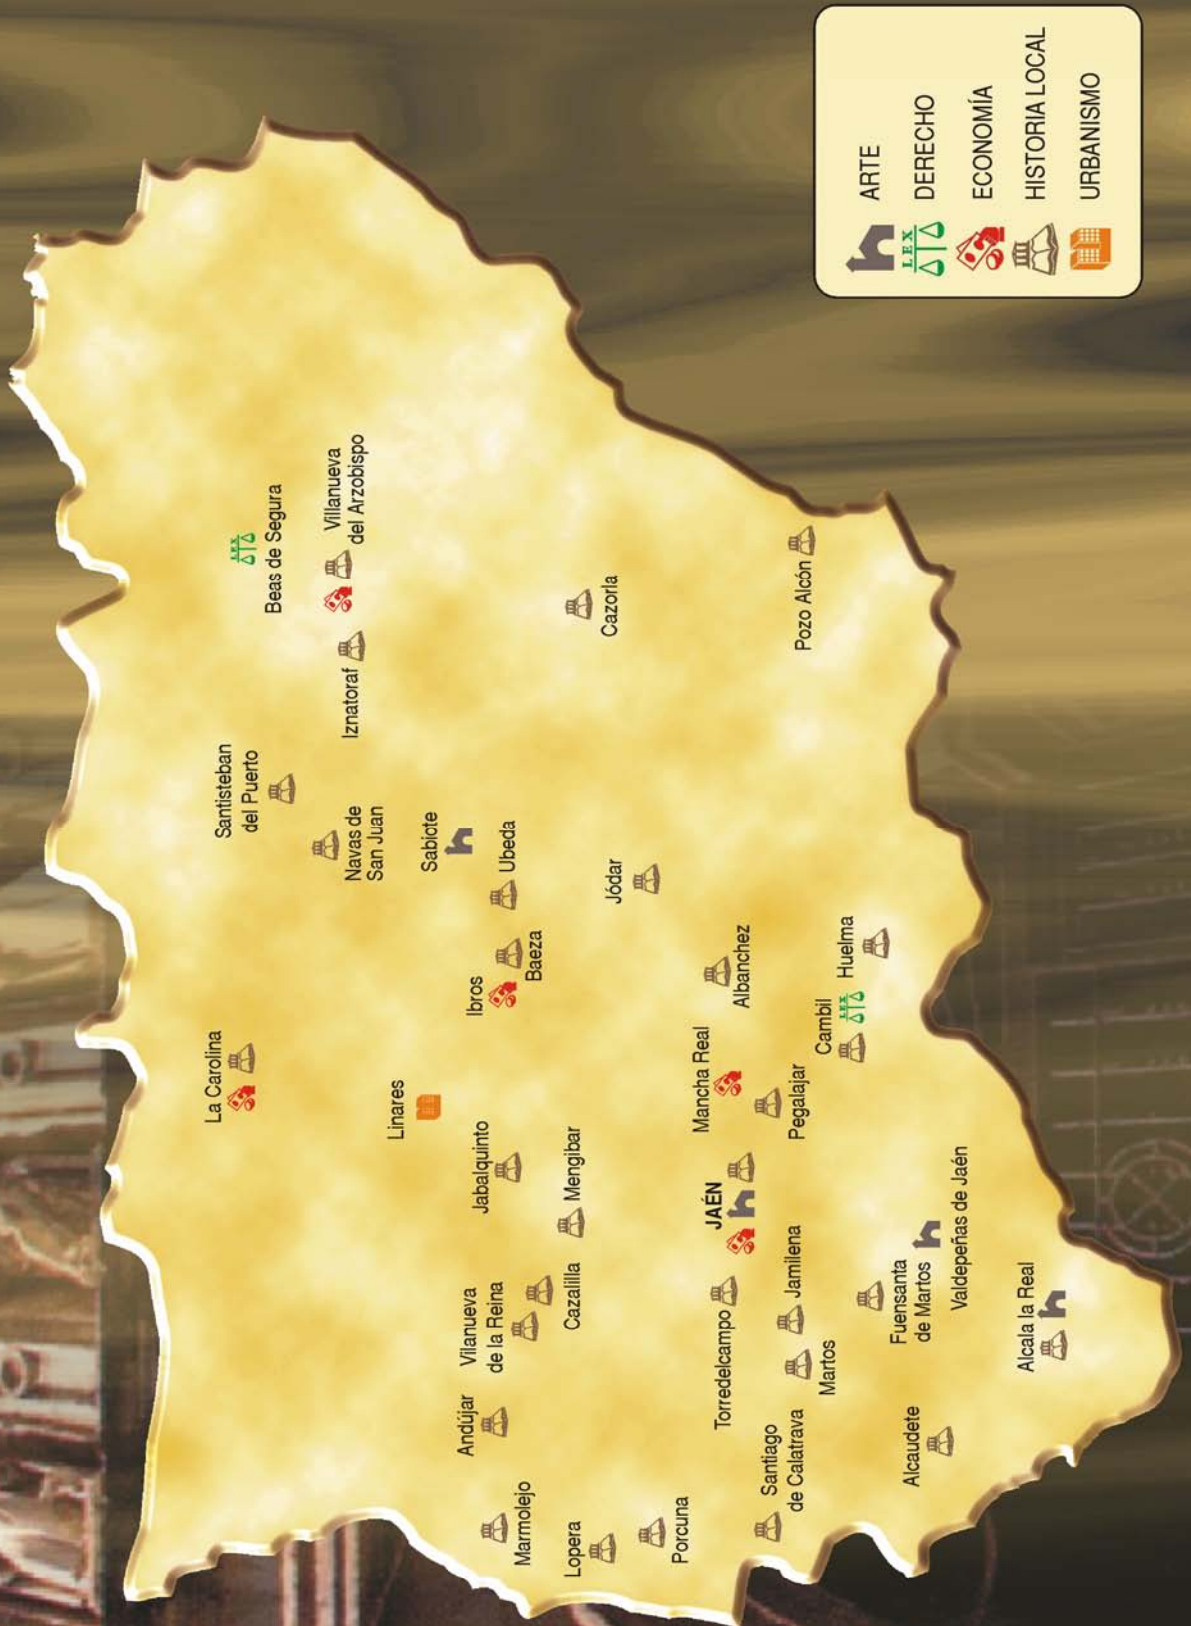 Beas de Segura
Villanueva
del Arzobispo
Iznatoraf
Santisteban
del Puerto
Navas de
San Juan
Sabiote
Ubeda
Baeza
Ibros
La Carolina
Linares
Jabalquinto
Mengibar
Cazalilla
Vilanueva
de la Reina
Andújar
Marmolejo
Lopera
Porcuna
Cazorla
Pozo Alcón
Jódar
Albanchez
Huelma
Cambil
Mancha Real
Pegalajar
JAÉN
Torredelcampo
Jamilena
Martos
Santiago
de Calatrava
Fuensanta
de Martos
Valdepeñas de Jaén
Alcala la Real
Alcaudete
LEX
LEX
ARTE
LEX
DERECHO
ECONOMÍA
HISTORIA LOCAL
URBANISMO